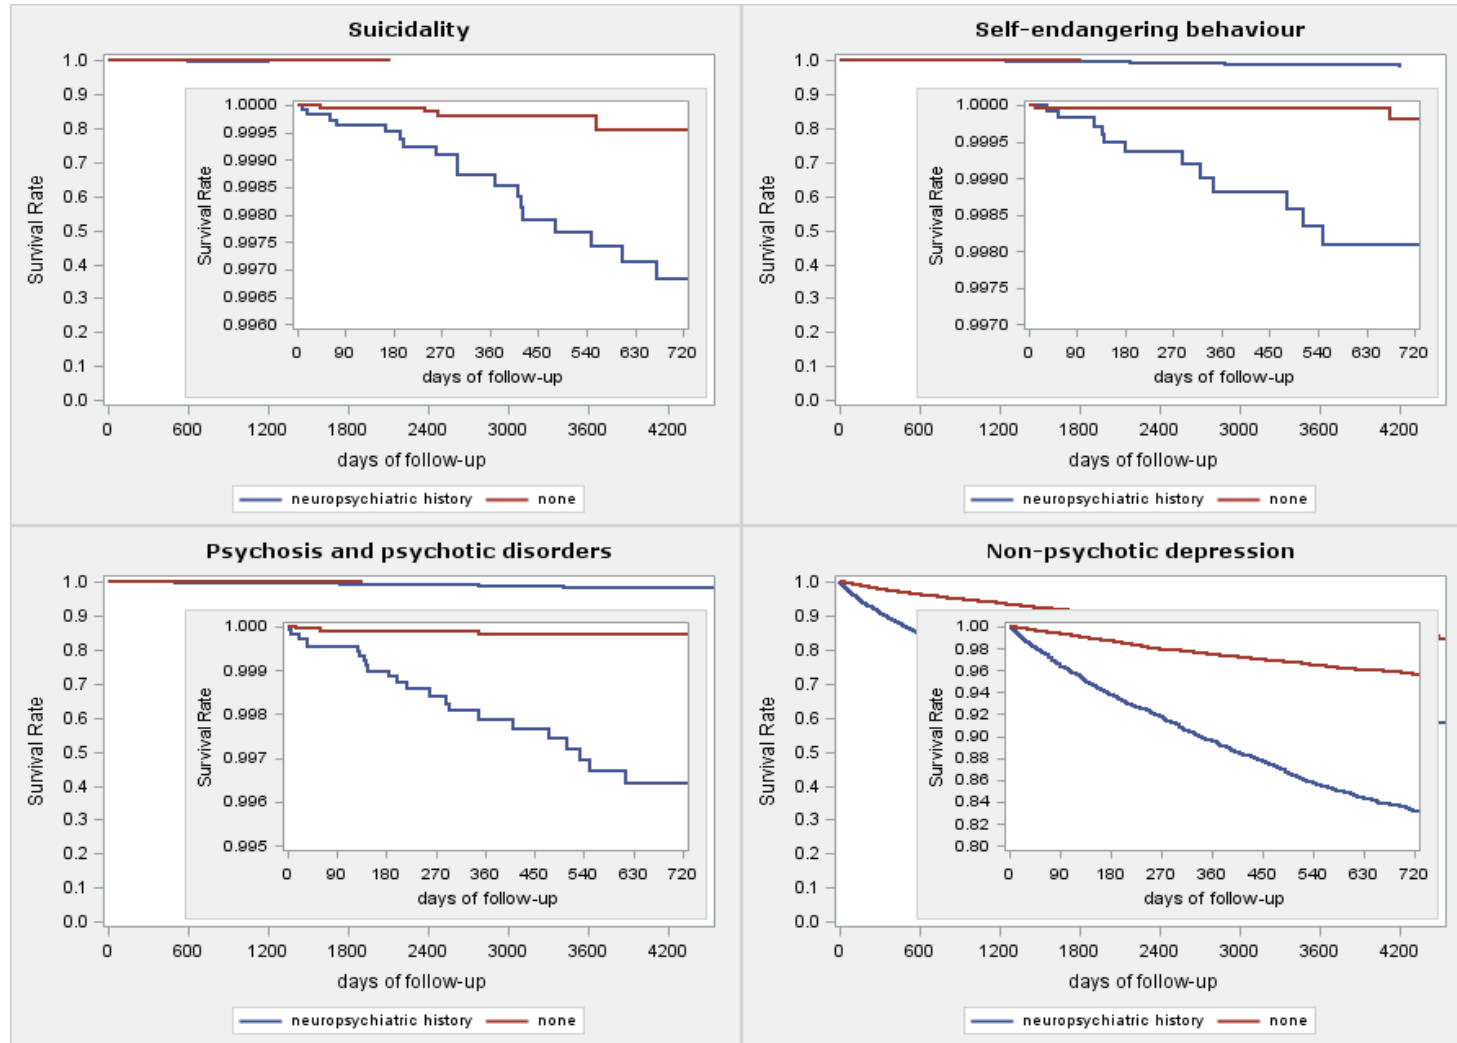 Suicidality
1.0
0.9
0.8
0.7
0.6
0.5
0.4
0.3
0.2
0.1
0.0
Survival Rate
1.0000
0.9995
0.9990
0.9985
0.9980
0.9975
0.9970
0.9965
0.9960
Survival Rate
0 90 180 270 360 450 540 630 720
days of follow-up
0 600 1200 1800 2400 3000 3600 4200
days of follow-up
neuropsychiatric history none
Self-endangering behaviour
1.0
0.9
0.8
0.7
0.6
0.5
0.4
0.3
0.2
0.1
0.0
Survival Rate
1.0000
0.9995
0.9990
0.9985
0.9980
0.9975
0.9970
Survival Rate
0 90 180 270 360 450 540 630 720
days of follow-up
0 600 1200 1800 2400 3000 3600 4200
days of follow-up
neuropsychiatric history none
Psychosis and psychotic disorders
1.0
0.9
0.8
0.7
0.6
0.5
0.4
0.3
0.2
0.1
0.0
Survival Rate
1.000
0.999
0.998
0.997
0.996
0.995
Survival Rate
0 90 180 270 360 450 540 630 720
days of follow-up
0 600 1200 1800 2400 3000 3600 4200
days of follow-up
neuropsychiatric history none
Non-psychotic depression
1.0
0.9
0.8
0.7
0.6
0.5
0.4
0.3
0.2
0.1
0.0
Survival Rate
1.00
0.98
0.96
0.94
0.92
0.90
0.88
0.86
0.84
0.82
0.80
Survival Rate
0 90 180 270 360 450 540 630 720
days of follow-up
0 600 1200 1800 2400 3000 3600 4200
days of follow-up
neuropsychiatric history none